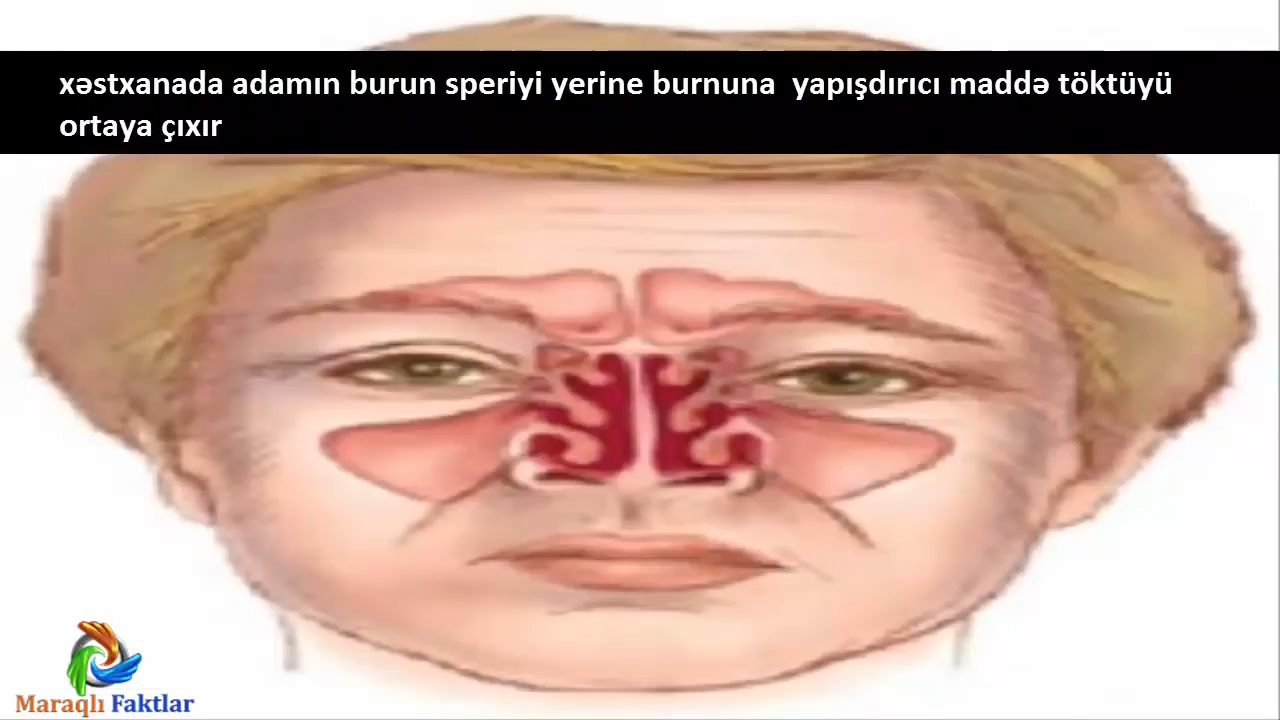 xəstxanada adamın burun speriyi yerine burnuna yapışdırıcı maddə töktüyü
ortaya çıxır
Maraqlı Faktlar